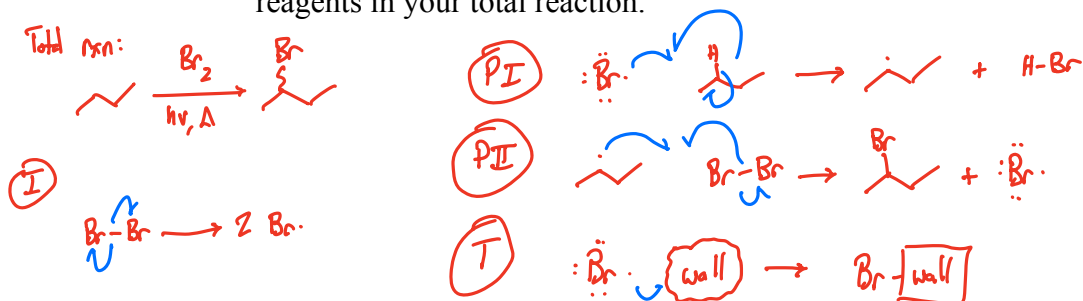 reagents in your total reaction.
Total rxn:
Br₂
hν, Δ
Br
I
Br-Br → 2 Br·
PI
:Br· H → · + H-Br
PII
· Br-Br → Br + :Br·
T
:Br· wall → Br-wall